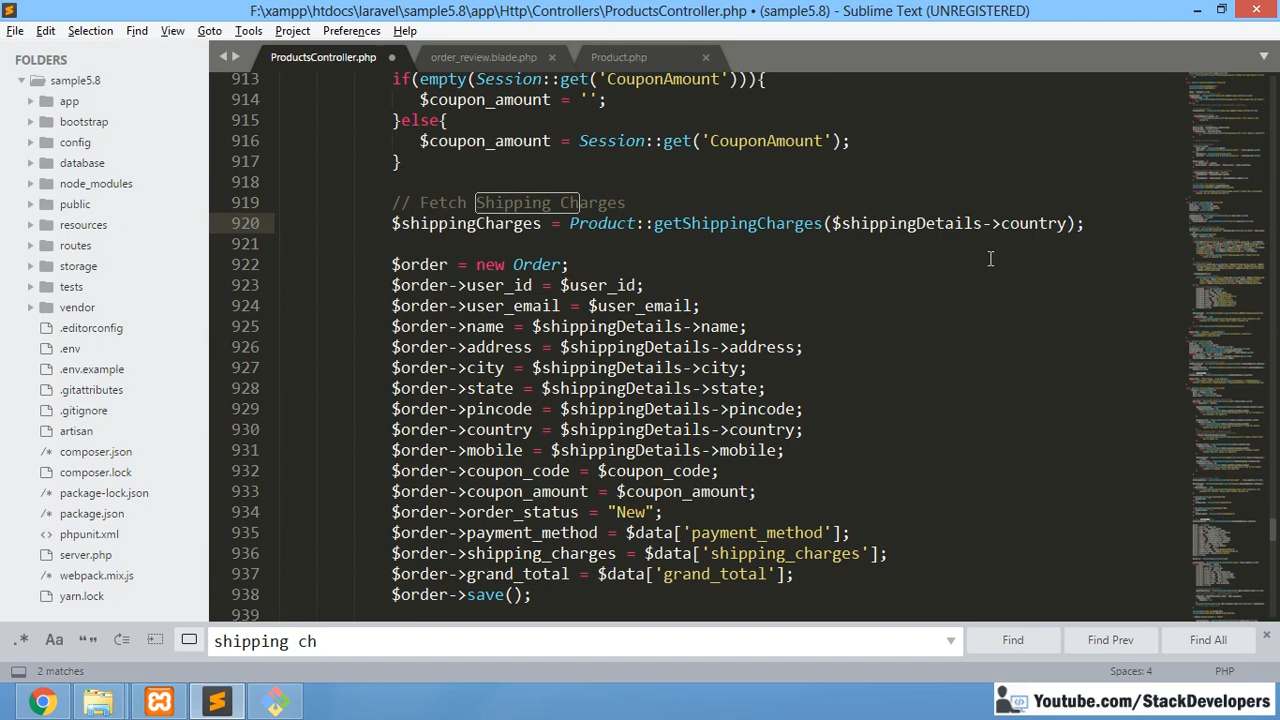 F:\xampp\htdocs\laravel\sample5.8\app\Http\Controllers\ProductsController.php • (sample5.8) - Sublime Text (UNREGISTERED)
File Edit Selection Find View Goto Tools Project Preferences Help
FOLDERS
sample5.8
app
bootstrap
config
database
node_modules
public
resources
routes
storage
tests
vendor
.editorconfig
.env
.env.example
.gitattributes
.gitignore
artisan
composer.json
composer.lock
package-lock.json
package.json
phpunit.xml
server.php
webpack.mix.js
yarn.lock
ProductsController.php order_review.blade.php Product.php
913 if(empty(Session::get('CouponAmount'))){
914 $coupon_amount = '';
915 }else{
916 $coupon_amount = Session::get('CouponAmount');
917 }
918
919 // Fetch Shipping Charges
920 $shippingCharges = Product::getShippingCharges($shippingDetails->country);
921
922 $order = new Order;
923 $order->user_id = $user_id;
924 $order->user_email = $user_email;
925 $order->name = $shippingDetails->name;
926 $order->address = $shippingDetails->address;
927 $order->city = $shippingDetails->city;
928 $order->state = $shippingDetails->state;
929 $order->pincode = $shippingDetails->pincode;
930 $order->country = $shippingDetails->country;
931 $order->mobile = $shippingDetails->mobile;
932 $order->coupon_code = $coupon_code;
933 $order->coupon_amount = $coupon_amount;
934 $order->order_status = "New";
935 $order->payment_method = $data['payment_method'];
936 $order->shipping_charges = $data['shipping_charges'];
937 $order->grand_total = $data['grand_total'];
938 $order->save();
939
shipping ch
Find Find Prev Find All
2 matches Spaces: 4 PHP
Youtube.com/StackDevelopers